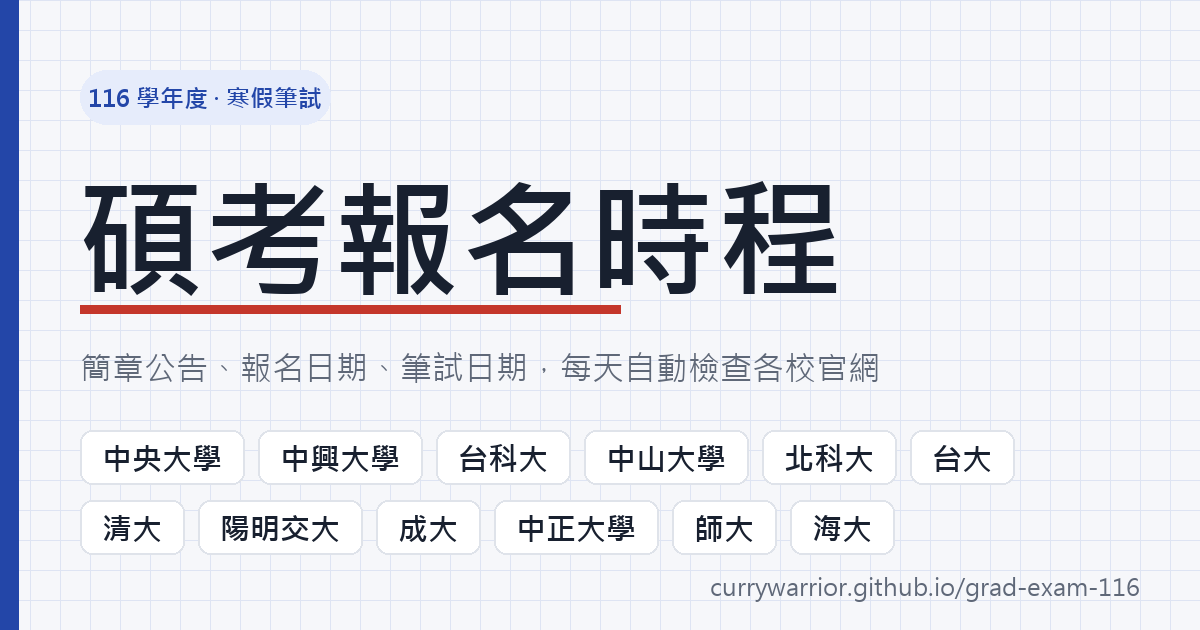 116 學年度 · 寒假筆試
碩考報名時程
簡章公告、報名日期、筆試日期，每天自動檢查各校官網
中央大學 中興大學 台科大 中山大學 北科大 台大
清大 陽明交大 成大 中正大學 師大 海大
currywarrior.github.io/grad-exam-116